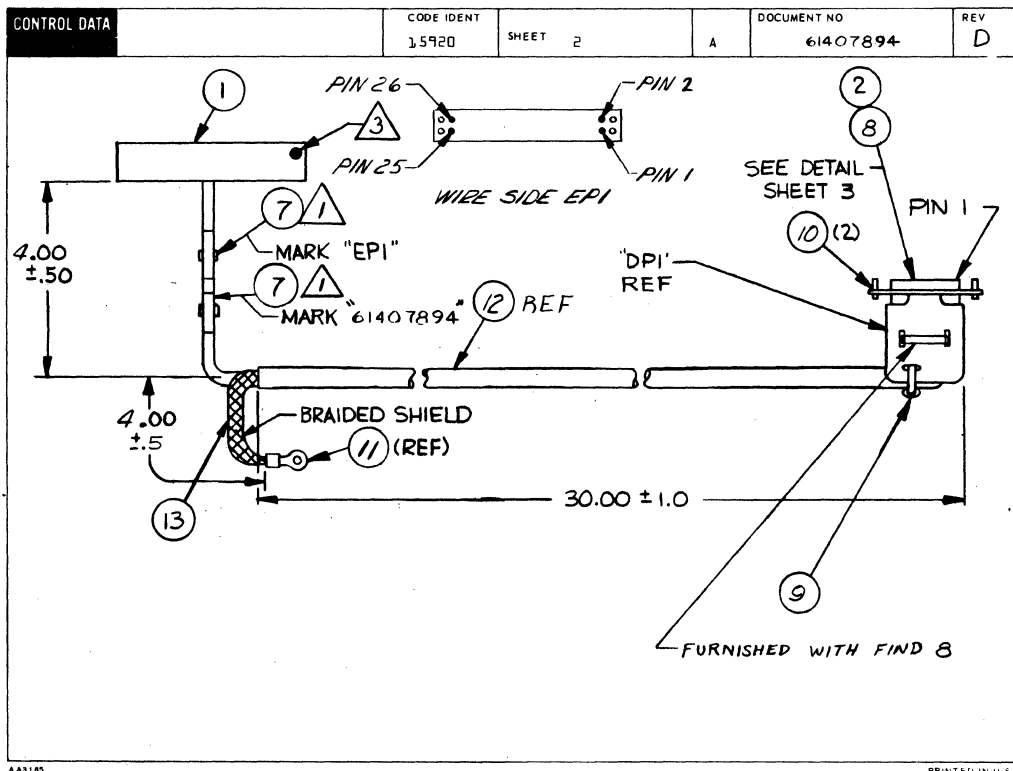 CONTROL DATA
CODE IDENT
15920
SHEET 2
A
DOCUMENT NO
61407894
REV
D
1
3
PIN 26
PIN 2
PIN 25
PIN 1
WIRE SIDE EP1
2
8
SEE DETAIL
SHEET 3
PIN 1
10 (2)
7 1
MARK "EP1"
4.00
±.50
7 1
MARK "61407894"
12 REF
"DP1'
REF
4.00
±.5
BRAIDED SHIELD
11 (REF)
13
30.00 ±1.0
9
FURNISHED WITH FIND 8
AA3185
PRINTED IN U.S.